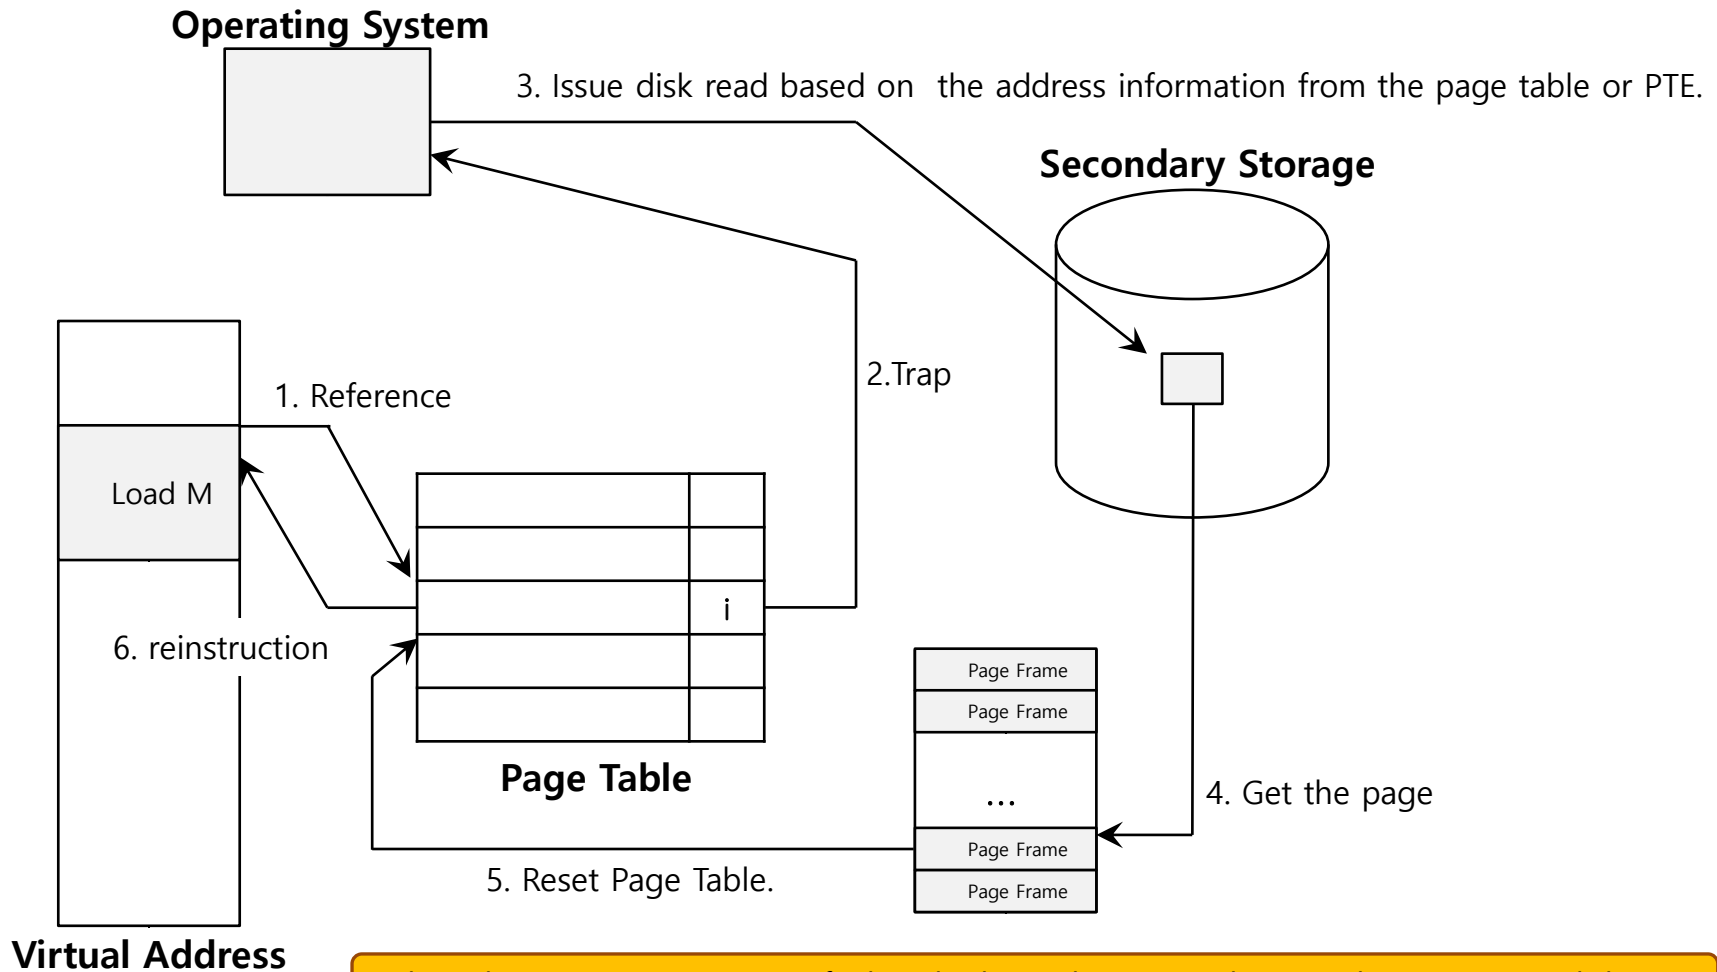 Operating System
3. Issue disk read based on the address information from the page table or PTE.
Secondary Storage
2.Trap
1. Reference
Load M
i
6. reinstruction
Page Frame
Page Frame
Page Table
...
4. Get the page
Page Frame
5. Reset Page Table.
Page Frame
Virtual Address